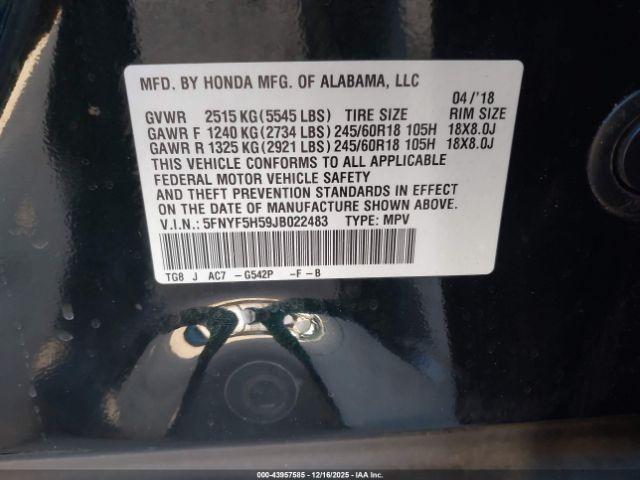 MFD. BY HONDA MFG. OF ALABAMA, LLC
04/'18
GVWR 2515 KG (5545 LBS) TIRE SIZE RIM SIZE
GAWR F 1240 KG (2734 LBS) 245/60R18 105H 18X8.0J
GAWR R 1325 KG (2921 LBS) 245/60R18 105H 18X8.0J
THIS VEHICLE CONFORMS TO ALL APPLICABLE
FEDERAL MOTOR VEHICLE SAFETY
AND THEFT PREVENTION STANDARDS IN EFFECT
ON THE DATE OF MANUFACTURE SHOWN ABOVE.
V.I.N.: 5FNYF5H59JB022483 TYPE: MPV
TG8 J AC7 - G542P - F - B
00-43957585 - 12/16/2025 - IAAI.COM